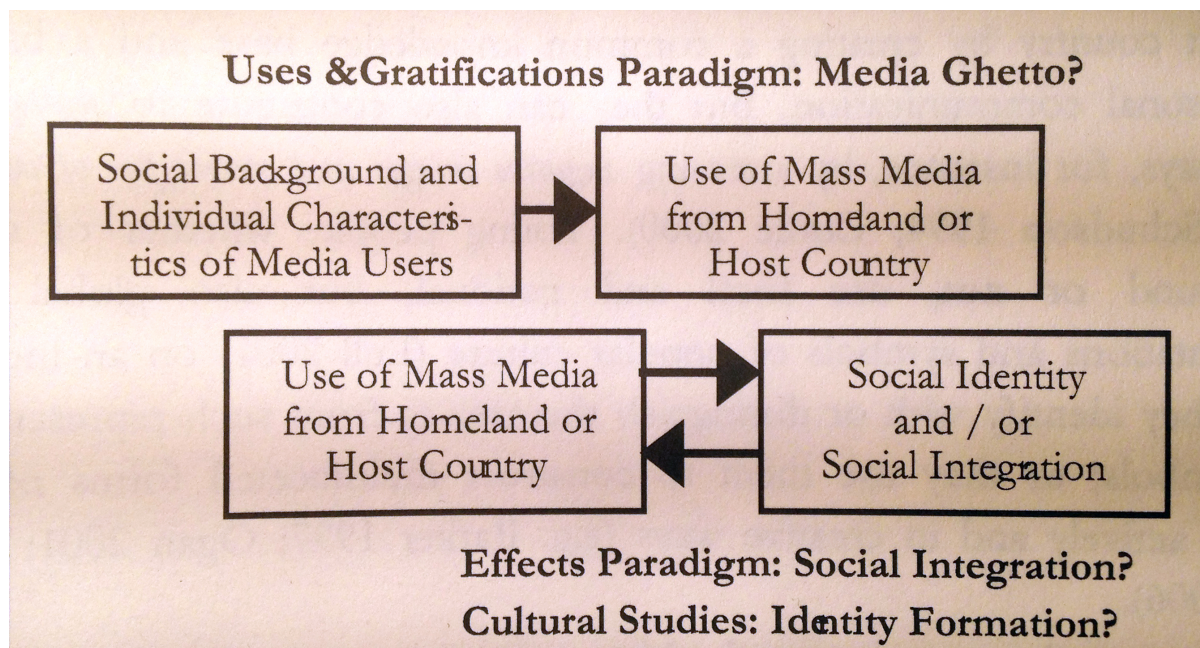 Uses &Gratifications Paradigm: Media Ghetto?
Social Background and
Individual Characteris-
tics of Media Users
Use of Mass Media
from Homeland or
Host Country
Use of Mass Media
from Homeland or
Host Country
Social Identity
and / or
Social Integration
Effects Paradigm: Social Integration?
Cultural Studies: Identity Formation?